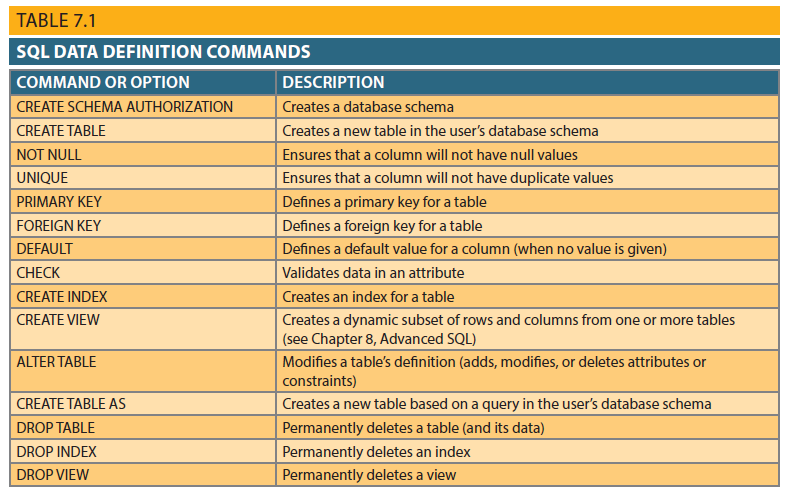 TABLE 7.1
SQL DATA DEFINITION COMMANDS
COMMAND OR OPTION DESCRIPTION
CREATE SCHEMA AUTHORIZATION Creates a database schema
CREATE TABLE Creates a new table in the user’s database schema
NOT NULL Ensures that a column will not have null values
UNIQUE Ensures that a column will not have duplicate values
PRIMARY KEY Defines a primary key for a table
FOREIGN KEY Defines a foreign key for a table
DEFAULT Defines a default value for a column (when no value is given)
CHECK Validates data in an attribute
CREATE INDEX Creates an index for a table
CREATE VIEW Creates a dynamic subset of rows and columns from one or more tables
(see Chapter 8, Advanced SQL)
ALTER TABLE Modifies a table’s definition (adds, modifies, or deletes attributes or
constraints)
CREATE TABLE AS Creates a new table based on a query in the user’s database schema
DROP TABLE Permanently deletes a table (and its data)
DROP INDEX Permanently deletes an index
DROP VIEW Permanently deletes a view